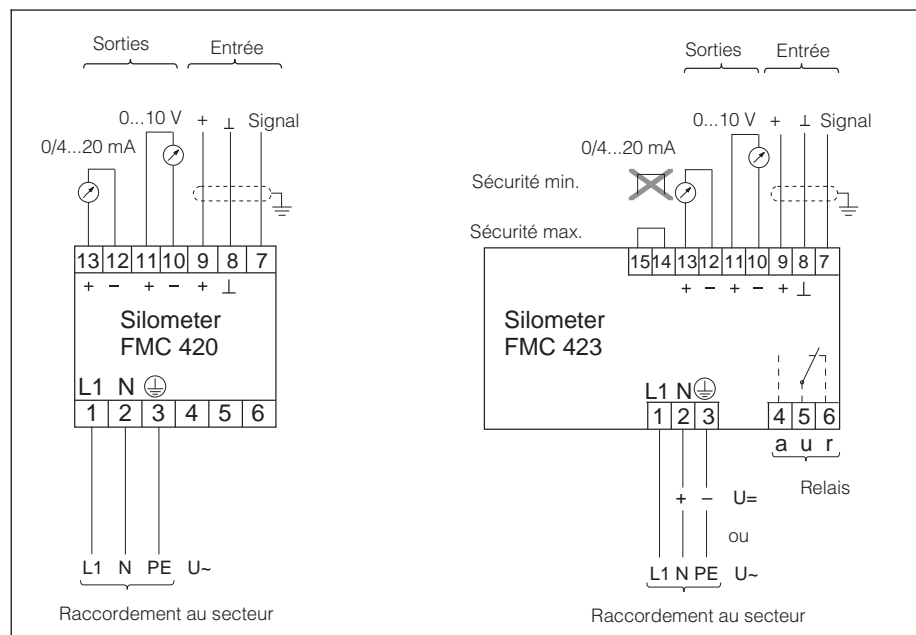 Sorties Entrée
0...10 V + ⊥ Signal
0/4...20 mA
13 12 11 10 9 8 7
+ – + – + ⊥
Silometer
FMC 420
L1 N
1 2 3 4 5 6
L1 N PE U~
Raccordement au secteur
Sorties Entrée
0...10 V + ⊥ Signal
0/4...20 mA
Sécurité min.
Sécurité max.
15 14 13 12 11 10 9 8 7
+ – + – + ⊥
Silometer
FMC 423
L1 N
1 2 3 4 5 6
a u r
Relais
+ – U=
ou
L1 N PE U~
Raccordement au secteur